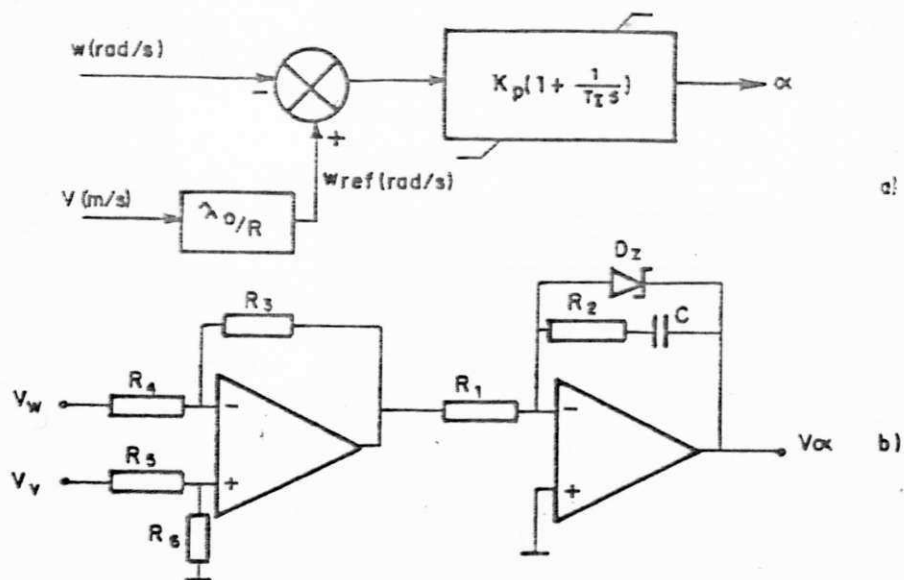 w(rad/s)
-
+
Kp(1+ 1/TIs)
α
wref(rad/s)
V(m/s)
λo/R
a)
Dz
R3
R2
C
R4
R1
Vw
-
-
R5
Vv
+
+
Vα
b)
R6